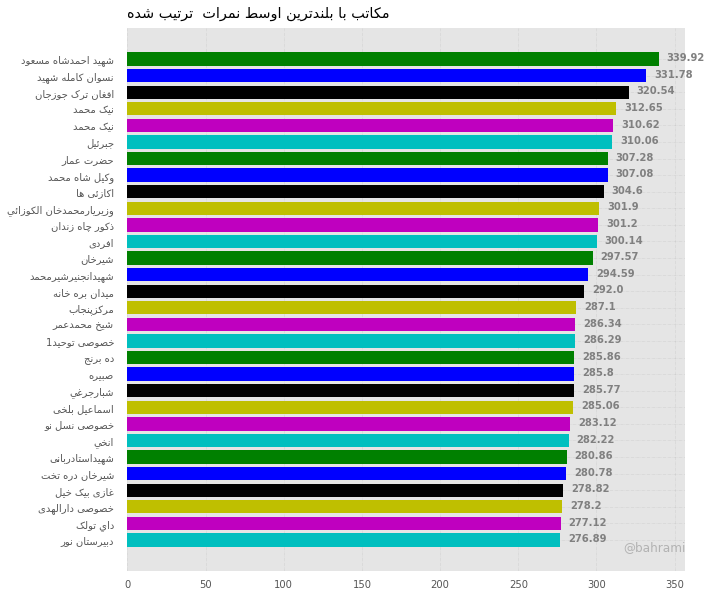 مکاتب با بلندترین اوسط نمرات ترتیب شده
شهید احمدشاه مسعود 339.92
نسوان کامله شهید 331.78
افغان ترک جوزجان 320.54
نیک محمد 312.65
نیک محمد 310.62
جبرئیل 310.06
حضرت عمار 307.28
وکیل شاه محمد 307.08
اکازئی ها 304.6
وزیریارمحمدخان الکوزائي 301.9
ذکور چاه زندان 301.2
افردی 300.14
شیرخان 297.57
شهیدانجنیرشیرمحمد 294.59
میدان بره خانه 292.0
مرکزپنجاب 287.1
شیخ محمدعمر 286.34
خصوصی توحید1 286.29
ده برنج 285.86
صبیره 285.8
شبارجرغي 285.77
اسماعیل بلخی 285.06
خصوصی نسل نو 283.12
انخي 282.22
شهیداستادربانی 280.86
شیرخان دره تخت 280.78
غازی بیک خیل 278.82
خصوصی دارالهدی 278.2
داي تولک 277.12
دبیرستان نور 276.89
@bahrami
0 50 100 150 200 250 300 350